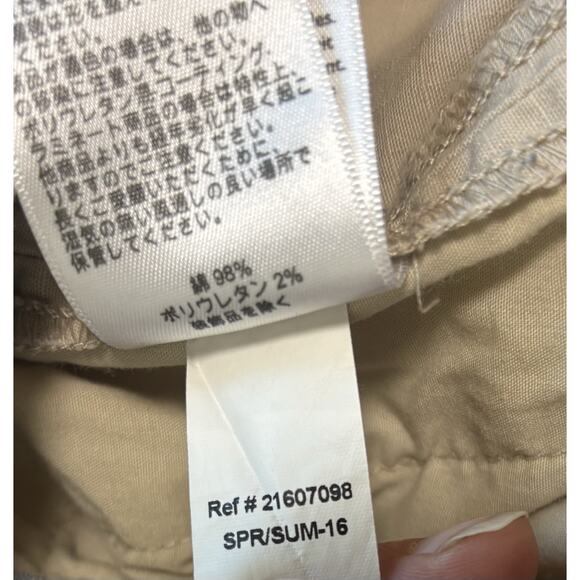 ください。
商品が濃色の場合は、他の物へ
の移染に注意してください。
ポリウレタン糸、コーティング、
ラミネート商品の場合は特性上、
他商品よりも経年劣化が早く起こ
りますのでご注意ください。
長くご愛顧いただくために、
湿気の無い風通しの良い場所で
保管してください。
綿 98%
ポリウレタン 2%
装飾品を除く
Ref # 21607098
SPR/SUM-16